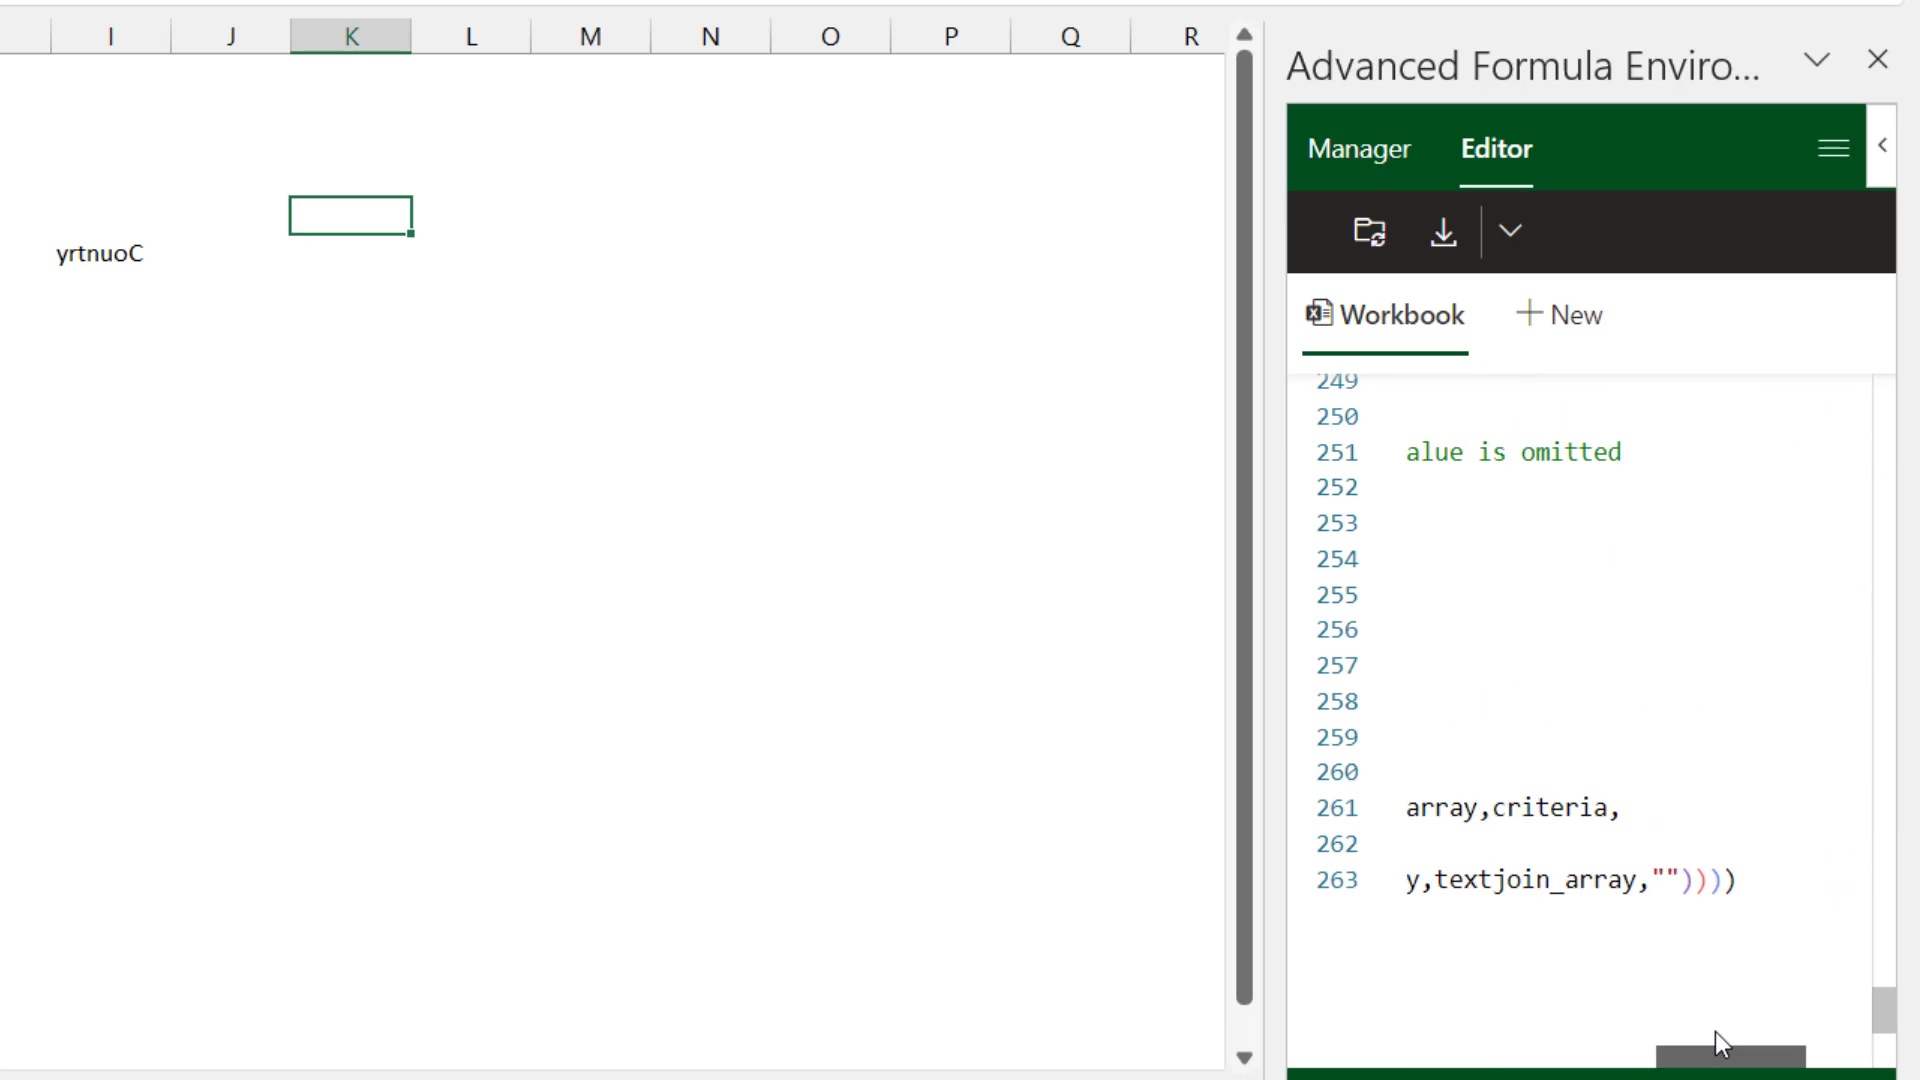 I J K L M N O P Q R
yrtnuoC
Advanced Formula Enviro...
Manager Editor
Workbook + New
249
250
251 alue is omitted
252
253
254
255
256
257
258
259
260
261 array,criteria,
262
263 y,textjoin_array,""))))